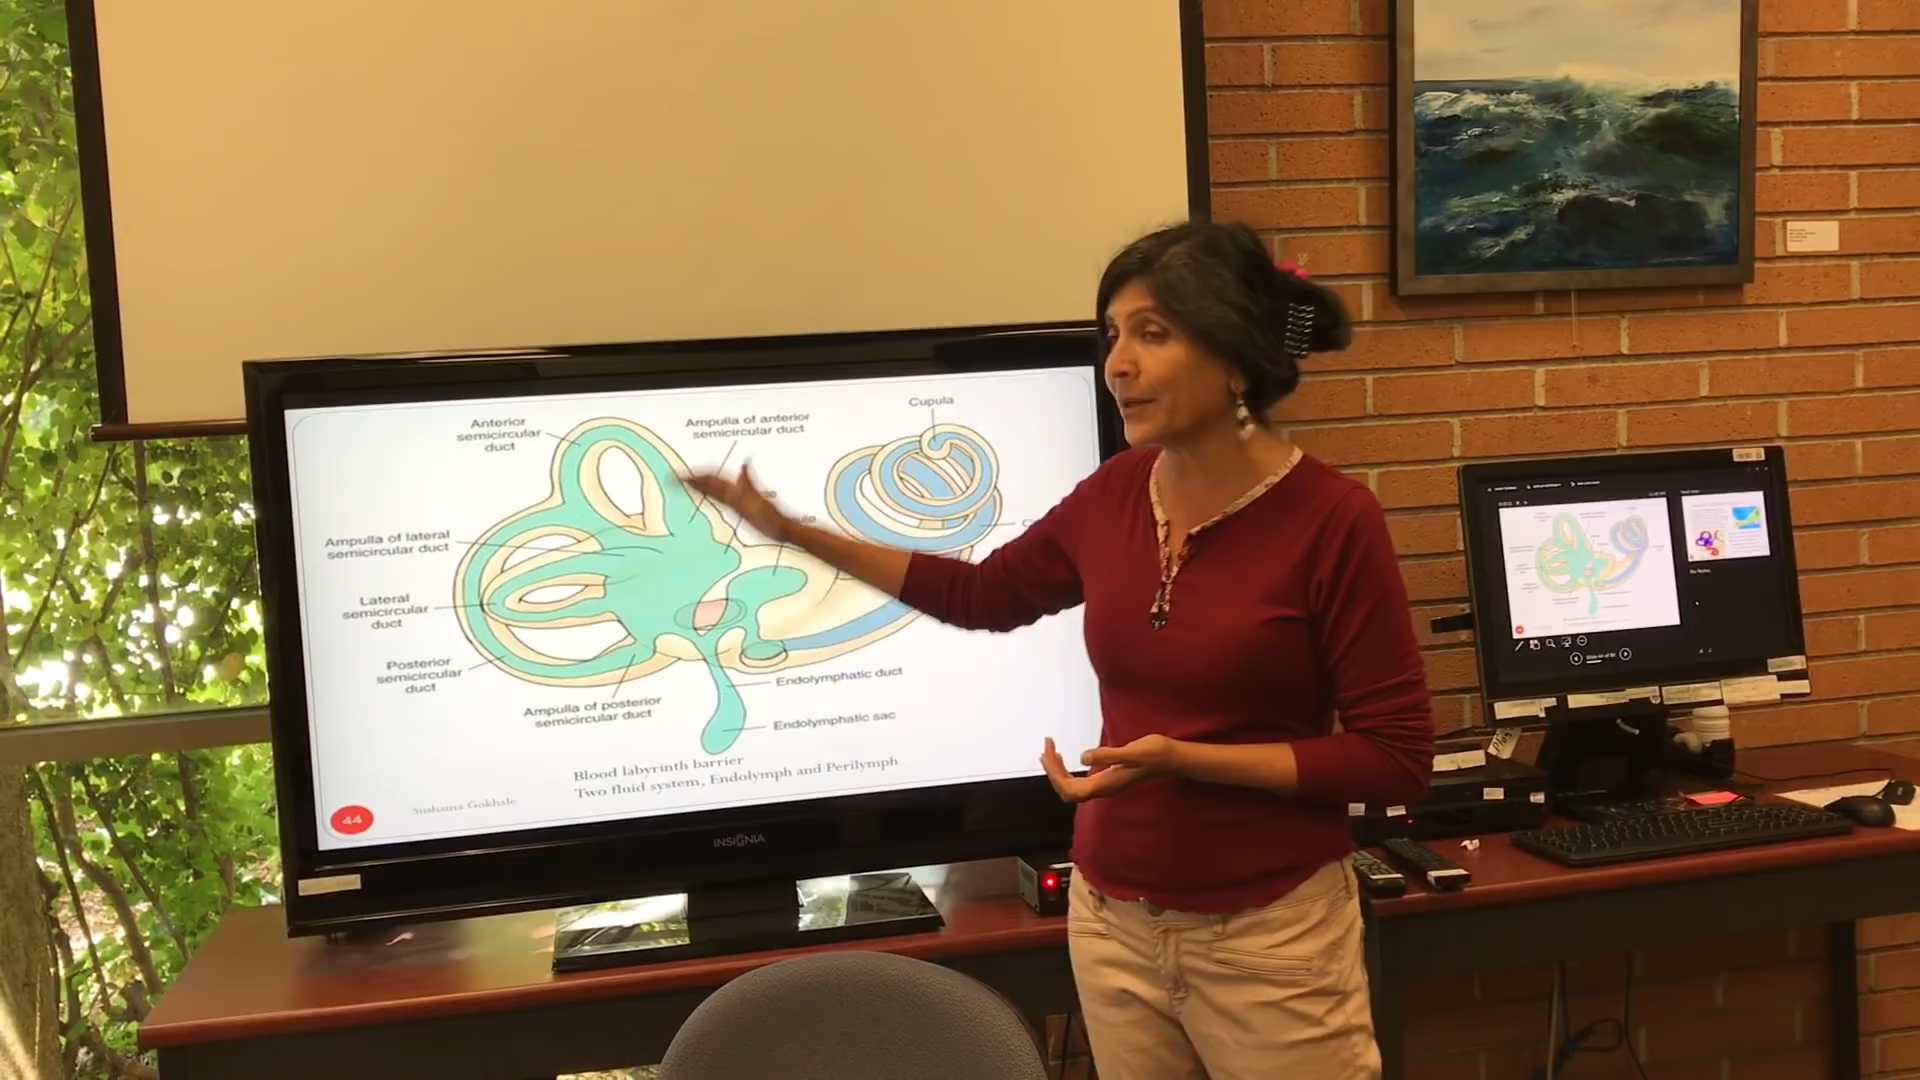 Anterior
semicircular
duct
Ampulla of anterior
semicircular duct
Cupula
Ampulla of lateral
semicircular duct
Lateral
semicircular
duct
Posterior
semicircular
duct
Ampulla of posterior
semicircular duct
Endolymphatic duct
Endolymphatic sac
Blood labyrinth barrier
Two fluid system, Endolymph and Perilymph
44
Sushama Gokhale
INSIGNIA